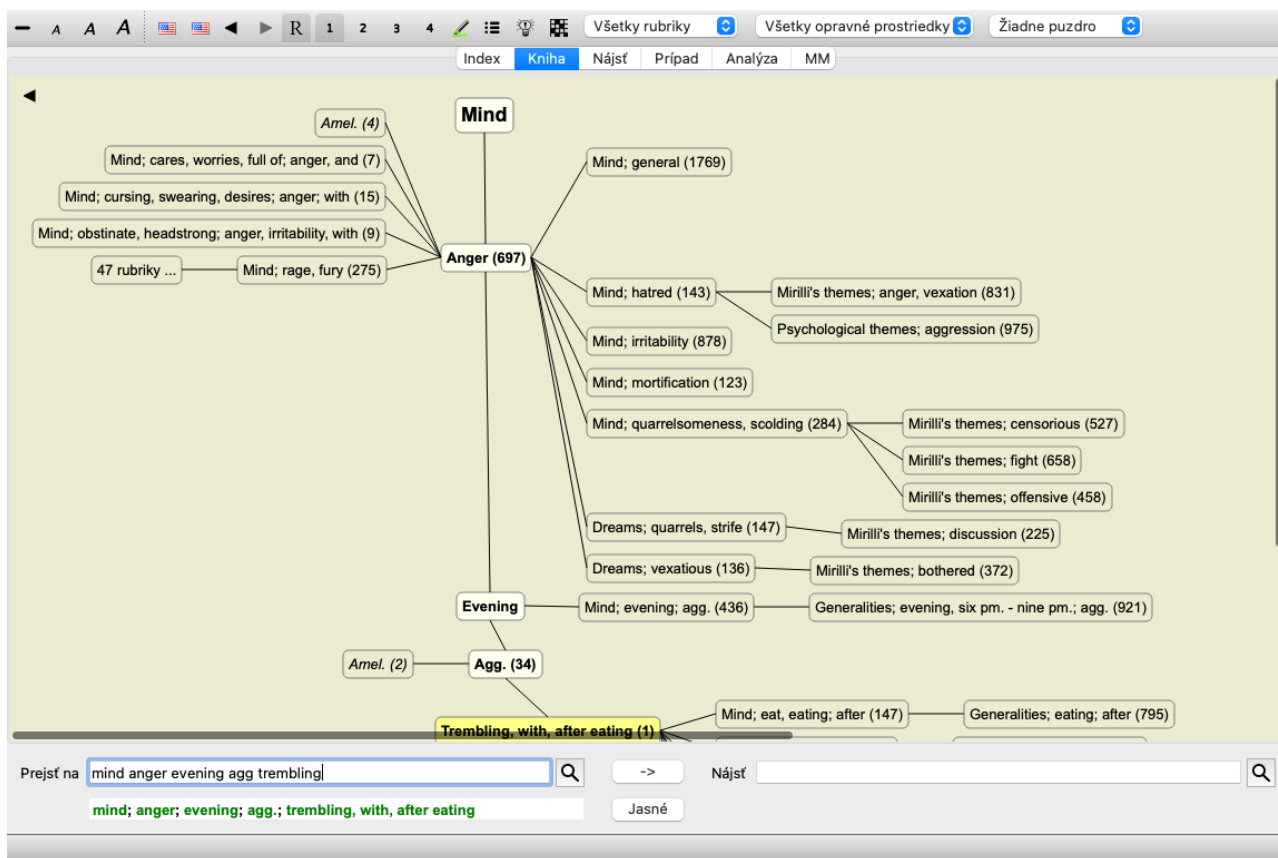 A A A R 1 2 3 4 Všetky rubriky Všetky opravné prostriedky Žiadne puzdro
Index Kniha Nájsť Prípad Analýza MM
Mind
Amel. (4)
Mind; cares, worries, full of; anger, and (7)
Mind; general (1769)
Mind; cursing, swearing, desires; anger; with (15)
Mind; obstinate, headstrong; anger, irritability, with (9)
Anger (697)
47 rubriky ... Mind; rage, fury (275)
Mind; hatred (143) Mirilli's themes; anger, vexation (831)
Psychological themes; aggression (975)
Mind; irritability (878)
Mind; mortification (123)
Mind; quarrelsomeness, scolding (284) Mirilli's themes; censorious (527)
Mirilli's themes; fight (658)
Mirilli's themes; offensive (458)
Dreams; quarrels, strife (147) Mirilli's themes; discussion (225)
Dreams; vexatious (136) Mirilli's themes; bothered (372)
Evening Mind; evening; agg. (436) Generalities; evening, six pm. - nine pm.; agg. (921)
Amel. (2) Agg. (34)
Mind; eat, eating; after (147) Generalities; eating; after (795)
Trembling, with, after eating (1)
Prejsť na mind anger evening agg trembling -> Nájsť
mind; anger; evening; agg.; trembling, with, after eating Jasné